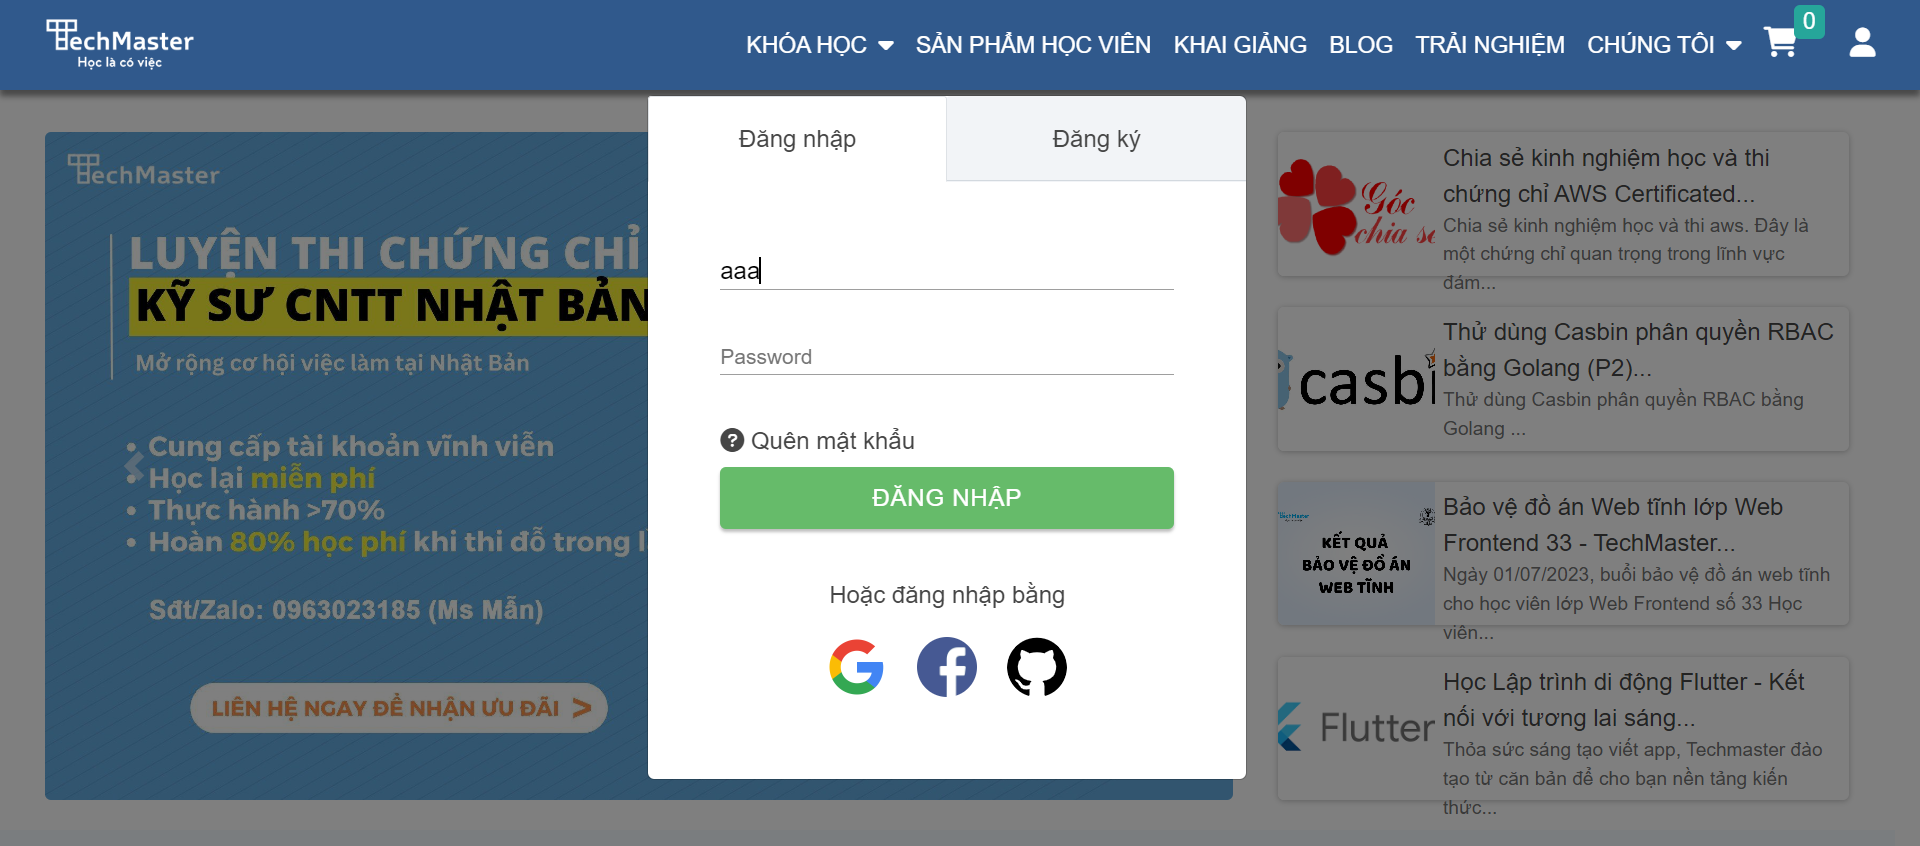 TechMaster
Học là có việc
KHÓA HỌC
SẢN PHẨM HỌC VIÊN
KHAI GIẢNG
BLOG
TRẢI NGHIỆM
CHÚNG TÔI
0
TechMaster
LUYỆN THI CHỨNG CHỈ
KỸ SƯ CNTT NHẬT BẢN
Mở rộng cơ hội việc làm tại Nhật Bản
• Cung cấp tài khoản vĩnh viễn
• Học lại miễn phí
• Thực hành >70%
• Hoàn 80% học phí khi thi đỗ trong
Sđt/Zalo: 0963023185 (Ms Mẫn)
LIÊN HỆ NGAY ĐỂ NHẬN ƯU ĐÃI >
Đăng nhập
Đăng ký
aaa
Password
? Quên mật khẩu
ĐĂNG NHẬP
Hoặc đăng nhập bằng
Góc
chia sẻ
Chia sẻ kinh nghiệm học và thi
chứng chỉ AWS Certificated...
Chia sẻ kinh nghiệm học và thi aws. Đây là
một chứng chỉ quan trọng trong lĩnh vực
đám...
casbi
Thử dùng Casbin phân quyền RBAC
bằng Golang (P2)...
Thử dùng Casbin phân quyền RBAC bằng
Golang ...
TechMaster
KẾT QUẢ
BẢO VỆ ĐỒ ÁN
WEB TĨNH
Bảo vệ đồ án Web tĩnh lớp Web
Frontend 33 - TechMaster...
Ngày 01/07/2023, buổi bảo vệ đồ án web tĩnh
cho học viên lớp Web Frontend số 33 Học
viên...
Flutter
Học Lập trình di động Flutter - Kết
nối với tương lai sáng...
Thỏa sức sáng tạo viết app, Techmaster đào
tạo từ căn bản để cho bạn nền tảng kiến
thức...